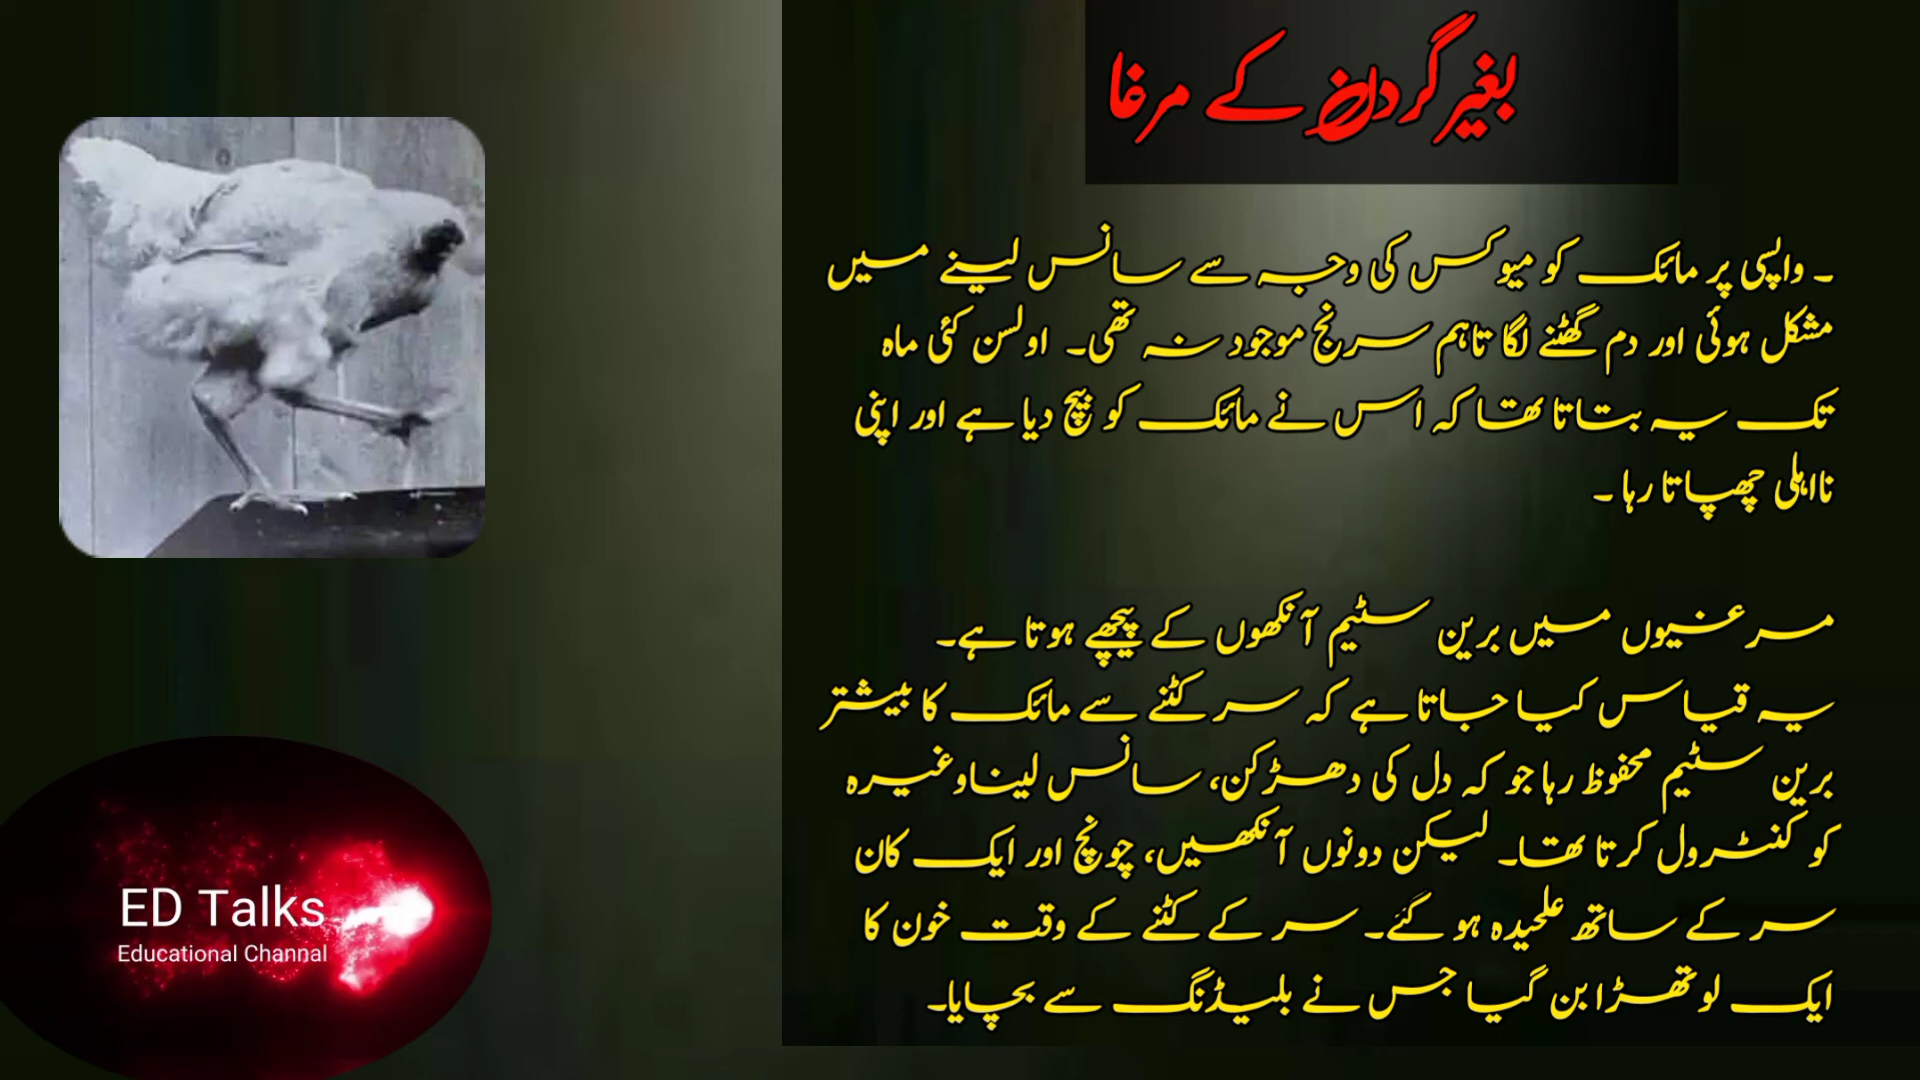 بغیر گردن کے مرغا
۔ واپسی پر مائک کو میوکس کی وجہ سے سانس لینے میں
مشکل ہوئی اور دم گھٹنے لگا تاہم سرنج موجود نہ تھی۔ اولسن کئی ماہ
تک یہ بتاتا تھا کہ اس نے مائک کو بیچ دیا ہے اور اپنی
نااہلی چھپاتا رہا ۔
مرغیوں میں برین سٹیم آنکھوں کے پیچھے ہوتا ہے۔
یہ قیاس کیا جاتا ہے کہ سر کٹنے سے مائک کا بیشتر
برین سٹیم محفوظ رہا جو کہ دل کی دھڑکن، سانس لیناوغیرہ
کو کنٹرول کرتا تھا۔ لیکن دونوں آنکھیں، چونچ اور ایک کان
سر کے ساتھ علحیدہ ہو گئے۔ سر کے کٹنے کے وقت خون کا
ایک لوتھڑا بن گیا جس نے بلیڈنگ سے بچایا۔
ED Talks
Educational Channel